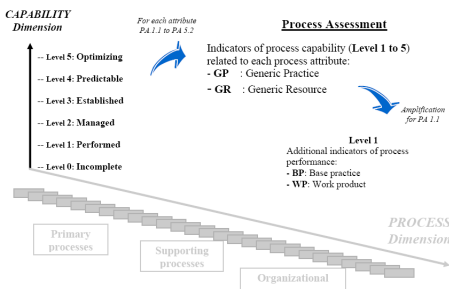 CAPABILITY
Dimension
For each attribute
PA.1.1 to PA 5.2
Process Assessment
Indicators of process capability (Level 1 to 5)
related to each process attribute:
- GP : Generic Practice
- GR : Generic Resource
-- Level 5: Optimizing
-- Level 4: Predictable
-- Level 3: Established
-- Level 2: Managed
-- Level 1: Performed
-- Level 0: Incomplete
Amplification
for PA 1.1
Level 1
Additional indicators of process
performance:
- BP: Base practice
- WP: Work product
PROCESS
Dimension
Primary
processes
Supporting
processes
Organizational